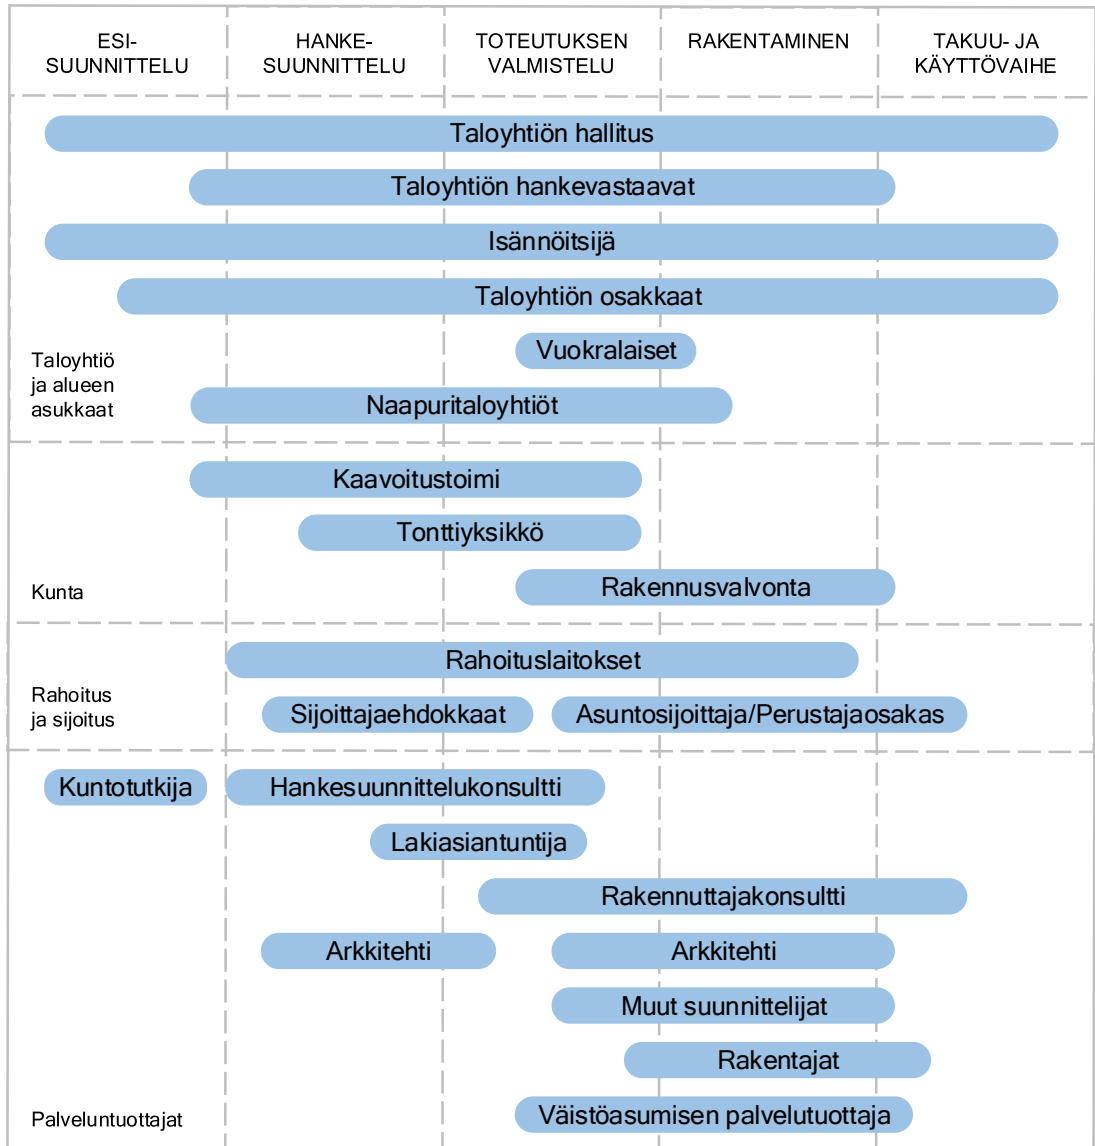 ESI-
SUUNNITTELU
HANKE-
SUUNNITTELU
TOTEUTUKSEN
VALMISTELU
RAKENTAMINEN
TAKUU- JA
KÄYTTÖVAIHE
Taloyhtiön hallitus
Taloyhtiön hankevastaavat
Isännöitsijä
Taloyhtiön osakkaat
Vuokralaiset
Naapuritaloyhtiöt
Taloyhtiö
ja alueen
asukkaat
Kaavoitustoimi
Tonttiyksikkö
Rakennusvalvonta
Kunta
Rahoituslaitokset
Sijoittajaehdokkaat
Asuntosijoittaja/Perustajaosakas
Rahoitus
ja sijoitus
Kuntotutkija
Hankesuunnittelukonsultti
Lakiasiantuntija
Rakennuttajakonsultti
Arkkitehti
Arkkitehti
Muut suunnittelijat
Rakentajat
Väistöasumisen palvelutuottaja
Palveluntuottajat